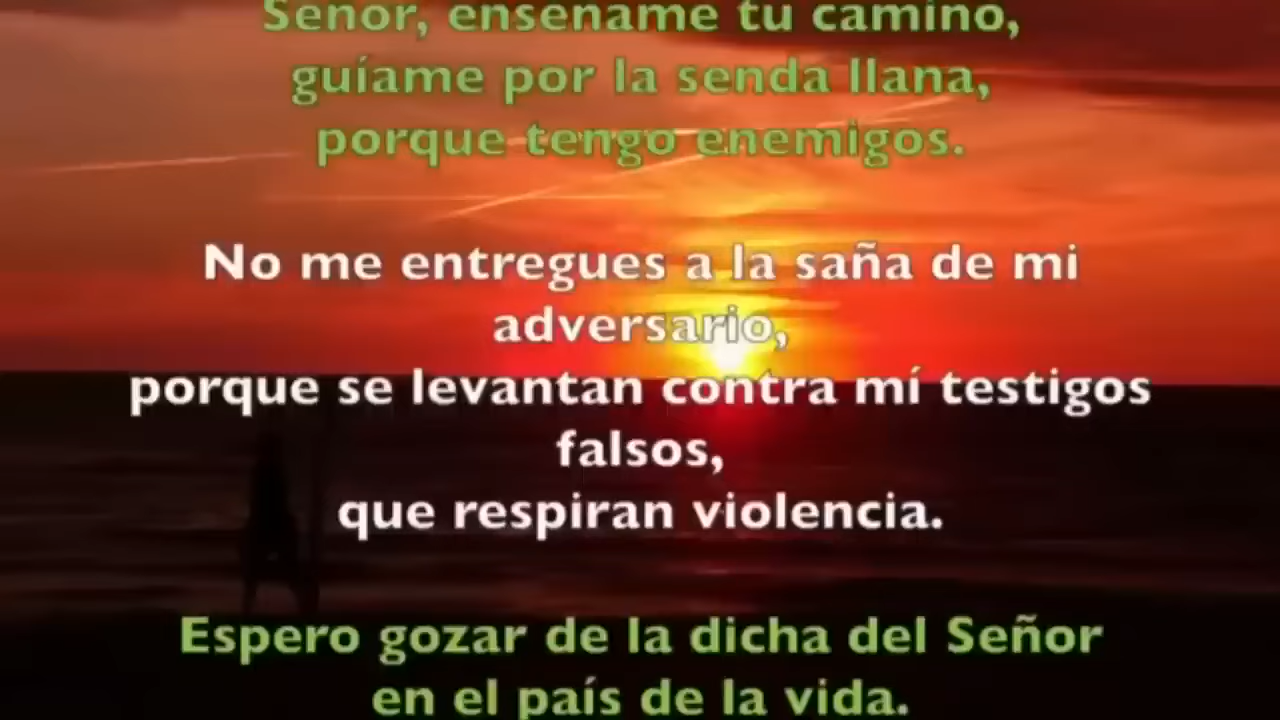 Señor, enséñame tu camino,
guíame por la senda llana,
porque tengo enemigos.
No me entregues a la saña de mi
adversario,
porque se levantan contra mí testigos
falsos,
que respiran violencia.
Espero gozar de la dicha del Señor
en el país de la vida.